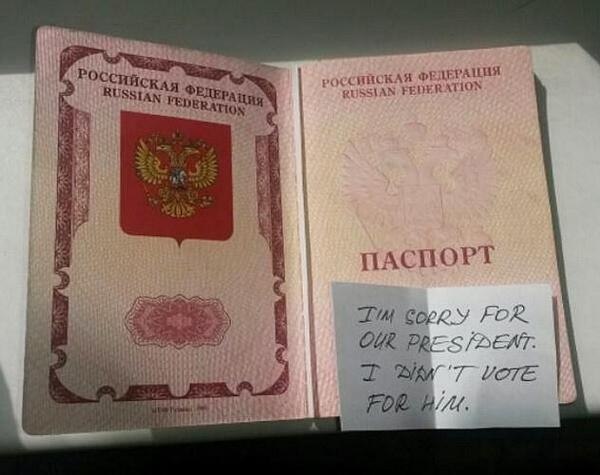 РОССИЙСКАЯ ФЕДЕРАЦИЯ
RUSSIAN FEDERATION
РОССИЙСКАЯ ФЕДЕРАЦИЯ
RUSSIAN FEDERATION
ПАСПОРТ
I'M SORRY FOR
OUR PRESIDENT.
I DIDN'T VOTE
FOR HIM.